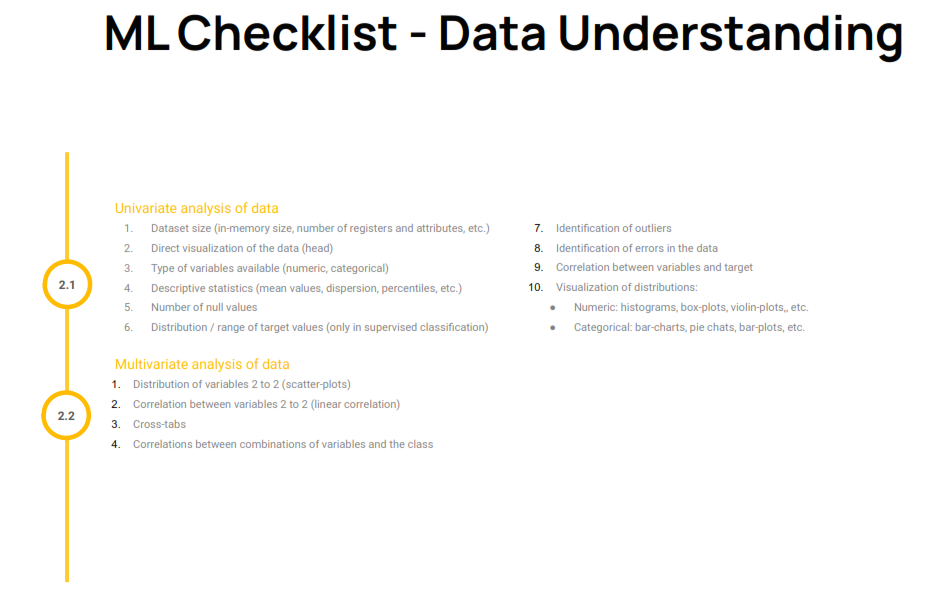 ML Checklist - Data Understanding
2.1
Univariate analysis of data
1. Dataset size (in-memory size, number of registers and attributes, etc.)
2. Direct visualization of the data (head)
3. Type of variables available (numeric, categorical)
4. Descriptive statistics (mean values, dispersion, percentiles, etc.)
5. Number of null values
6. Distribution / range of target values (only in supervised classification)
7. Identification of outliers
8. Identification of errors in the data
9. Correlation between variables and target
10. Visualization of distributions:
● Numeric: histograms, box-plots, violin-plots,, etc.
● Categorical: bar-charts, pie chats, bar-plots, etc.
2.2
Multivariate analysis of data
1. Distribution of variables 2 to 2 (scatter-plots)
2. Correlation between variables 2 to 2 (linear correlation)
3. Cross-tabs
4. Correlations between combinations of variables and the class